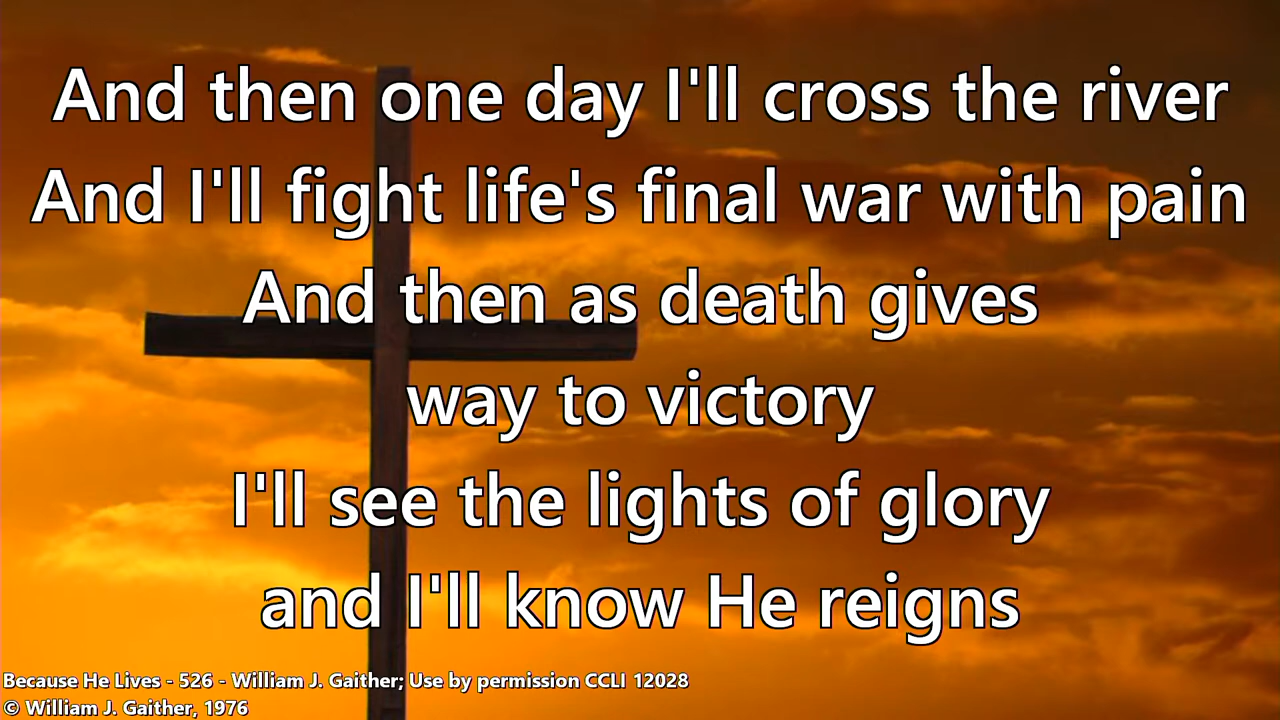 And then one day I'll cross the river
And I'll fight life's final war with pain
And then as death gives
way to victory
I'll see the lights of glory
and I'll know He reigns
Because He Lives - 526 - William J. Gaither; Use by permission CCLI 12028
© William J. Gaither, 1976